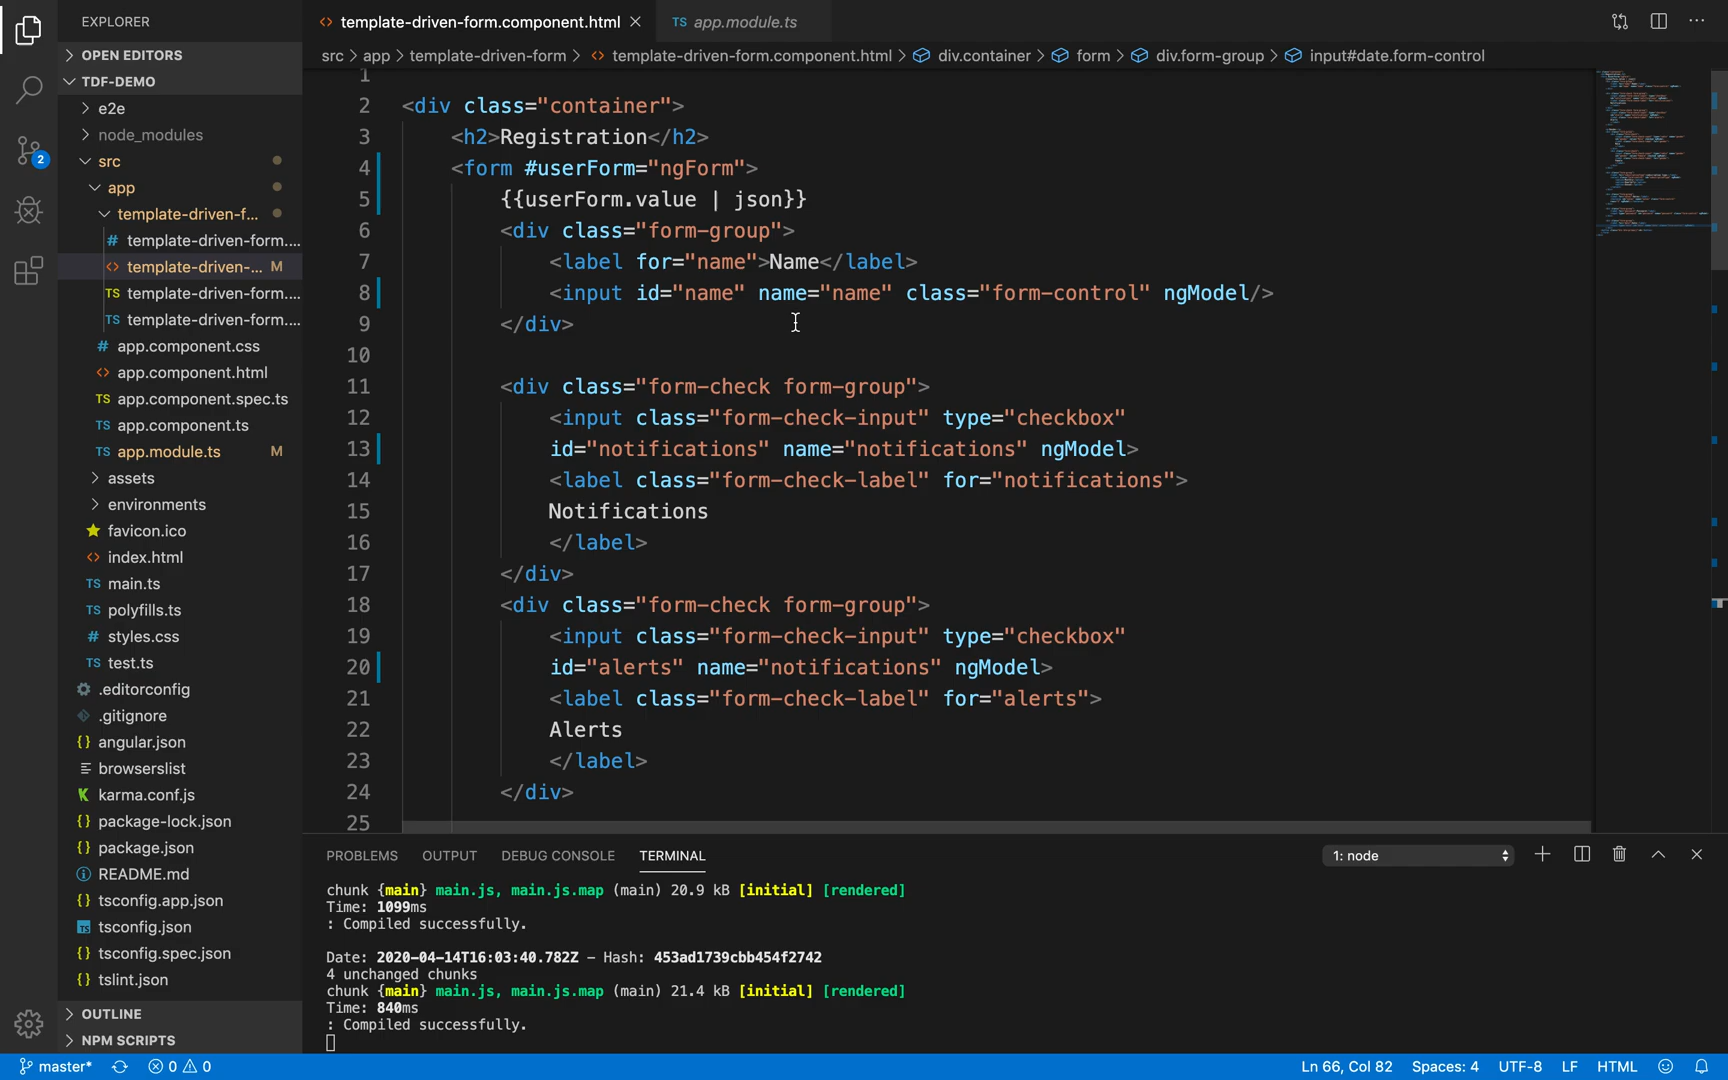 EXPLORER
OPEN EDITORS
TDF-DEMO
e2e
node_modules
src
app
template-driven-f...
# template-driven-form....
<> template-driven-... M
TS template-driven-form....
TS template-driven-form....
# app.component.css
<> app.component.html
TS app.component.spec.ts
TS app.component.ts
TS app.module.ts M
assets
environments
favicon.ico
<> index.html
TS main.ts
TS polyfills.ts
# styles.css
TS test.ts
.editorconfig
.gitignore
{} angular.json
browserslist
karma.conf.js
{} package-lock.json
{} package.json
README.md
{} tsconfig.app.json
TS tsconfig.json
{} tsconfig.spec.json
{} tslint.json
OUTLINE
NPM SCRIPTS
2
<> template-driven-form.component.html
TS app.module.ts
src > app > template-driven-form > <> template-driven-form.component.html > div.container > form > div.form-group > input#date.form-control
1
2 <div class="container">
3 <h2>Registration</h2>
4 <form #userForm="ngForm">
5 {{userForm.value | json}}
6 <div class="form-group">
7 <label for="name">Name</label>
8 <input id="name" name="name" class="form-control" ngModel/>
9 </div>
10
11 <div class="form-check form-group">
12 <input class="form-check-input" type="checkbox"
13 id="notifications" name="notifications" ngModel>
14 <label class="form-check-label" for="notifications">
15 Notifications
16 </label>
17 </div>
18 <div class="form-check form-group">
19 <input class="form-check-input" type="checkbox"
20 id="alerts" name="notifications" ngModel>
21 <label class="form-check-label" for="alerts">
22 Alerts
23 </label>
24 </div>
25
PROBLEMS OUTPUT DEBUG CONSOLE TERMINAL 1: node
chunk {main} main.js, main.js.map (main) 20.9 kB [initial] [rendered]
Time: 1099ms
: Compiled successfully.
Date: 2020-04-14T16:03:40.782Z - Hash: 453ad1739cbb454f2742
4 unchanged chunks
chunk {main} main.js, main.js.map (main) 21.4 kB [initial] [rendered]
Time: 840ms
: Compiled successfully.
master* 0 0 Ln 66, Col 82 Spaces: 4 UTF-8 LF HTML